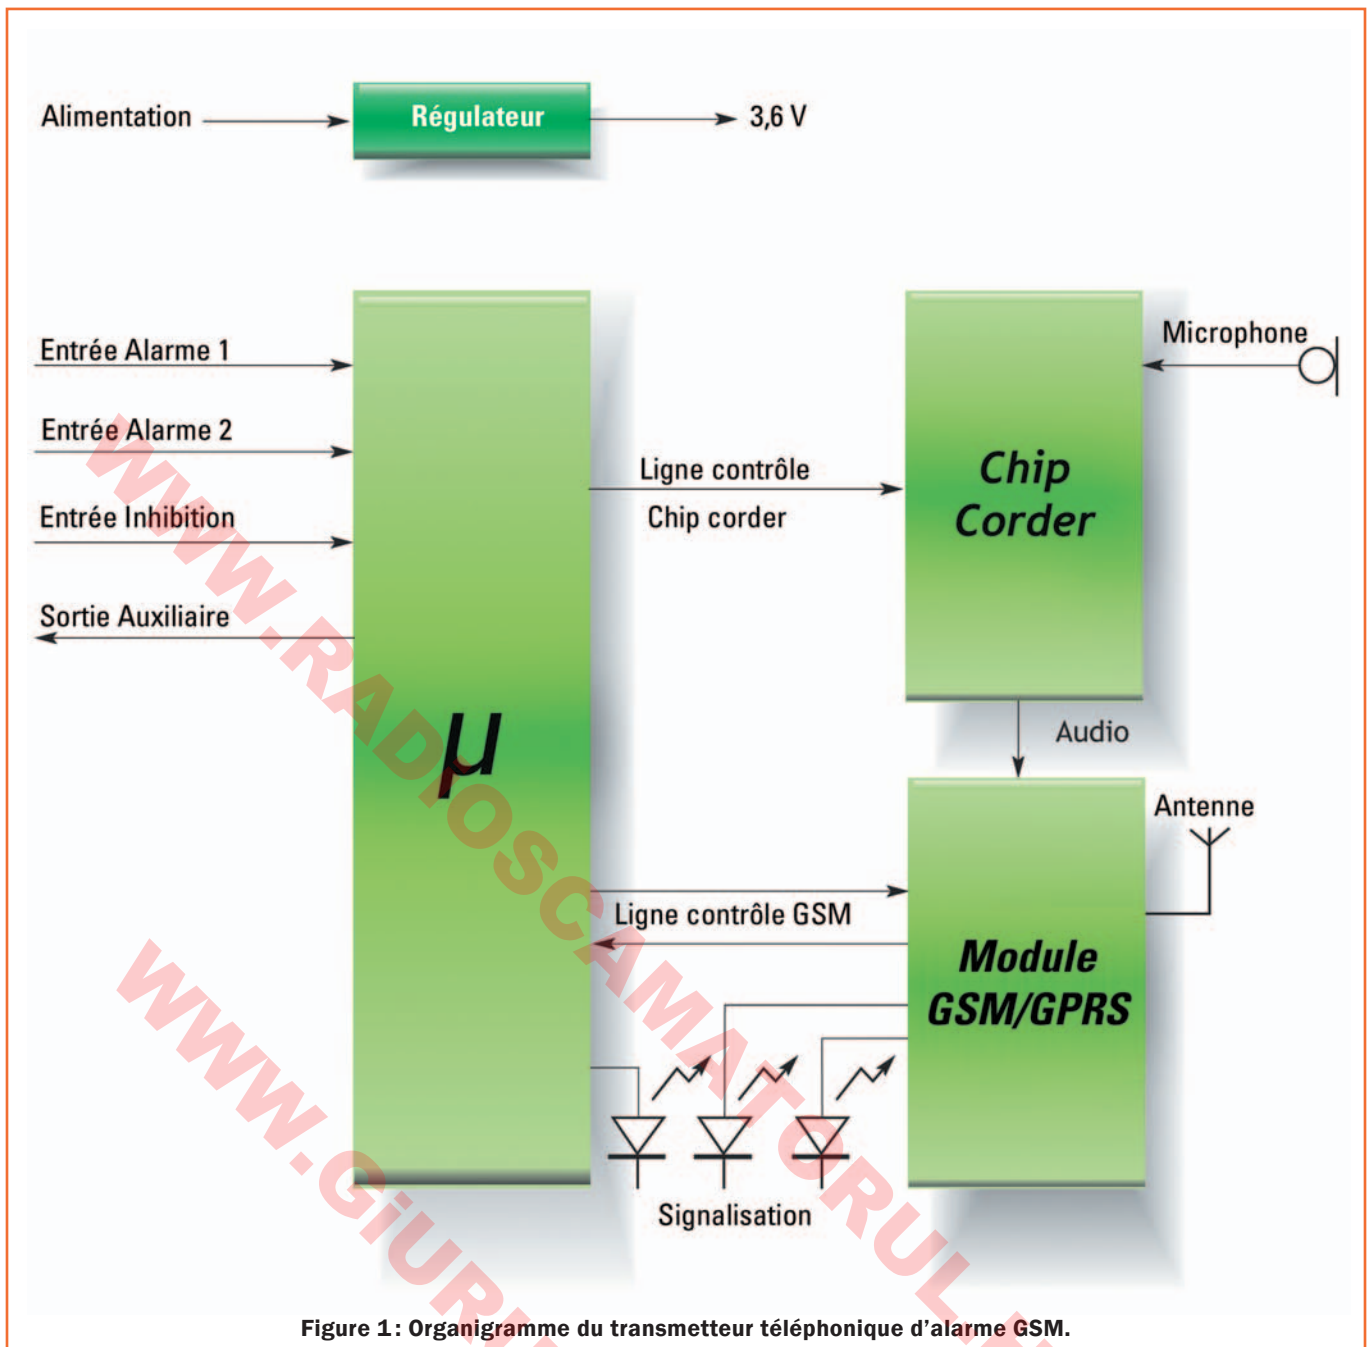 Alimentation
Régulateur
3,6 V
Entrée Alarme 1
Entrée Alarme 2
Entrée Inhibition
Sortie Auxiliaire
µ
Ligne contrôle
Chip corder
Chip
Corder
Microphone
Audio
Antenne
Ligne contrôle GSM
Module
GSM/GPRS
Signalisation
WWW.RADIOSCAMATORUL.
WWW.GiUR
Figure 1: Organigramme du transmetteur téléphonique d'alarme GSM.